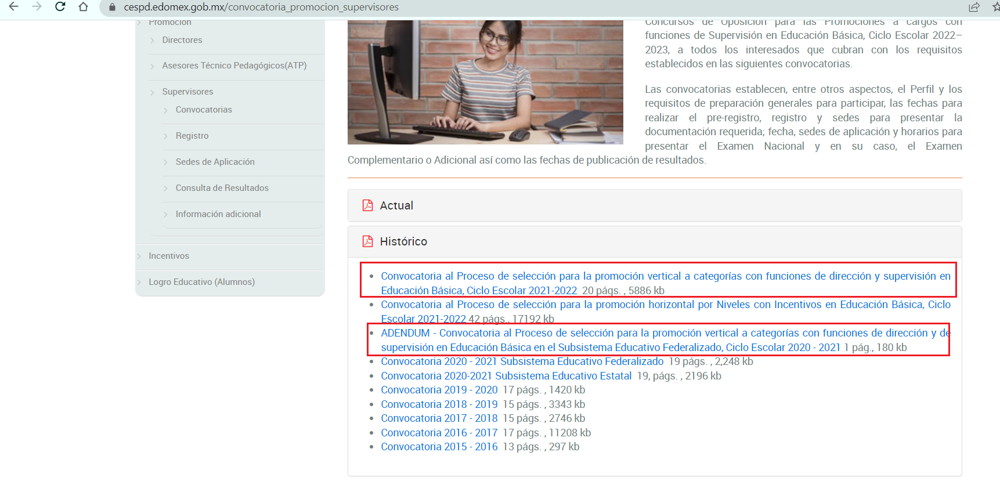 cespd.edomex.gob.mx/convocatoria_promocion_supervisores
Promoción
Directores
Asesores Técnico Pedagógicos(ATP)
Supervisores
Convocatorias
Registro
Sedes de Aplicación
Consulta de Resultados
Información adicional
Incentivos
Logro Educativo (Alumnos)
Concursos de Oposición para las Promociones a cargos con
funciones de Supervisión en Educación Básica, Ciclo Escolar 2022–
2023, a todos los interesados que cubran con los requisitos
establecidos en las siguientes convocatorias.
Las convocatorias establecen, entre otros aspectos, el Perfil y los
requisitos de preparación generales para participar, las fechas para
realizar el pre-registro, registro y sedes para presentar la
documentación requerida; fecha, sedes de aplicación y horarios para
presentar el Examen Nacional y en su caso, el Examen
Complementario o Adicional así como las fechas de publicación de resultados.
Actual
Histórico
Convocatoria al Proceso de selección para la promoción vertical a categorías con funciones de dirección y supervisión en
Educación Básica, Ciclo Escolar 2021-2022 20 págs. , 5886 kb
Convocatoria al Proceso de selección para la promoción horizontal por Niveles con Incentivos en Educación Básica, Ciclo
Escolar 2021-2022 42 págs., 17192 kb
ADENDUM - Convocatoria al Proceso de selección para la promoción vertical a categorías con funciones de dirección y de
supervisión en Educación Básica en el Subsistema Educativo Federalizado, Ciclo Escolar 2020 - 2021 1 pág., 180 kb
Convocatoria 2020 - 2021 Subsistema Educativo Federalizado 19 págs. , 2,248 kb
Convocatoria 2020-2021 Subsistema Educativo Estatal 19, págs. , 2196 kb
Convocatoria 2019 - 2020 17 págs. , 1420 kb
Convocatoria 2018 - 2019 15 págs. , 3343 kb
Convocatoria 2017 - 2018 15 págs. , 2746 kb
Convocatoria 2016 - 2017 17 págs. , 11208 kb
Convocatoria 2015 - 2016 13 págs. , 297 kb